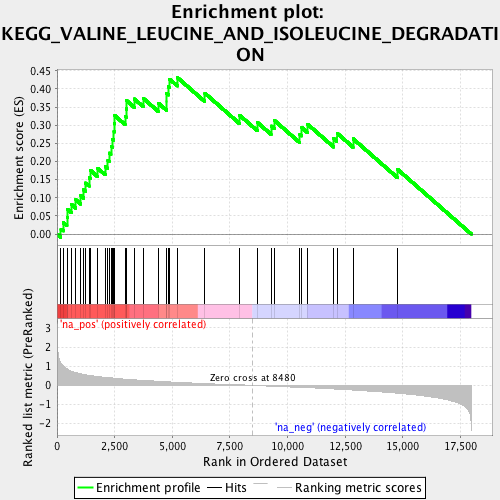 Enrichment plot:
KEGG_VALINE_LEUCINE_AND_ISOLEUCINE_DEGRADATI
ON
Enrichment score (ES)
0.45
0.40
0.35
0.30
0.25
0.20
0.15
0.10
0.05
0.00
'na_pos' (positively correlated)
Ranked list metric (PreRanked)
3
2
1
0
-1
-2
Zero cross at 8480
'na_neg' (negatively correlated)
0
2,500
5,000
7,500
10,000
12,500
15,000
17,500
Rank in Ordered Dataset
Enrichment profile
Hits
Ranking metric scores